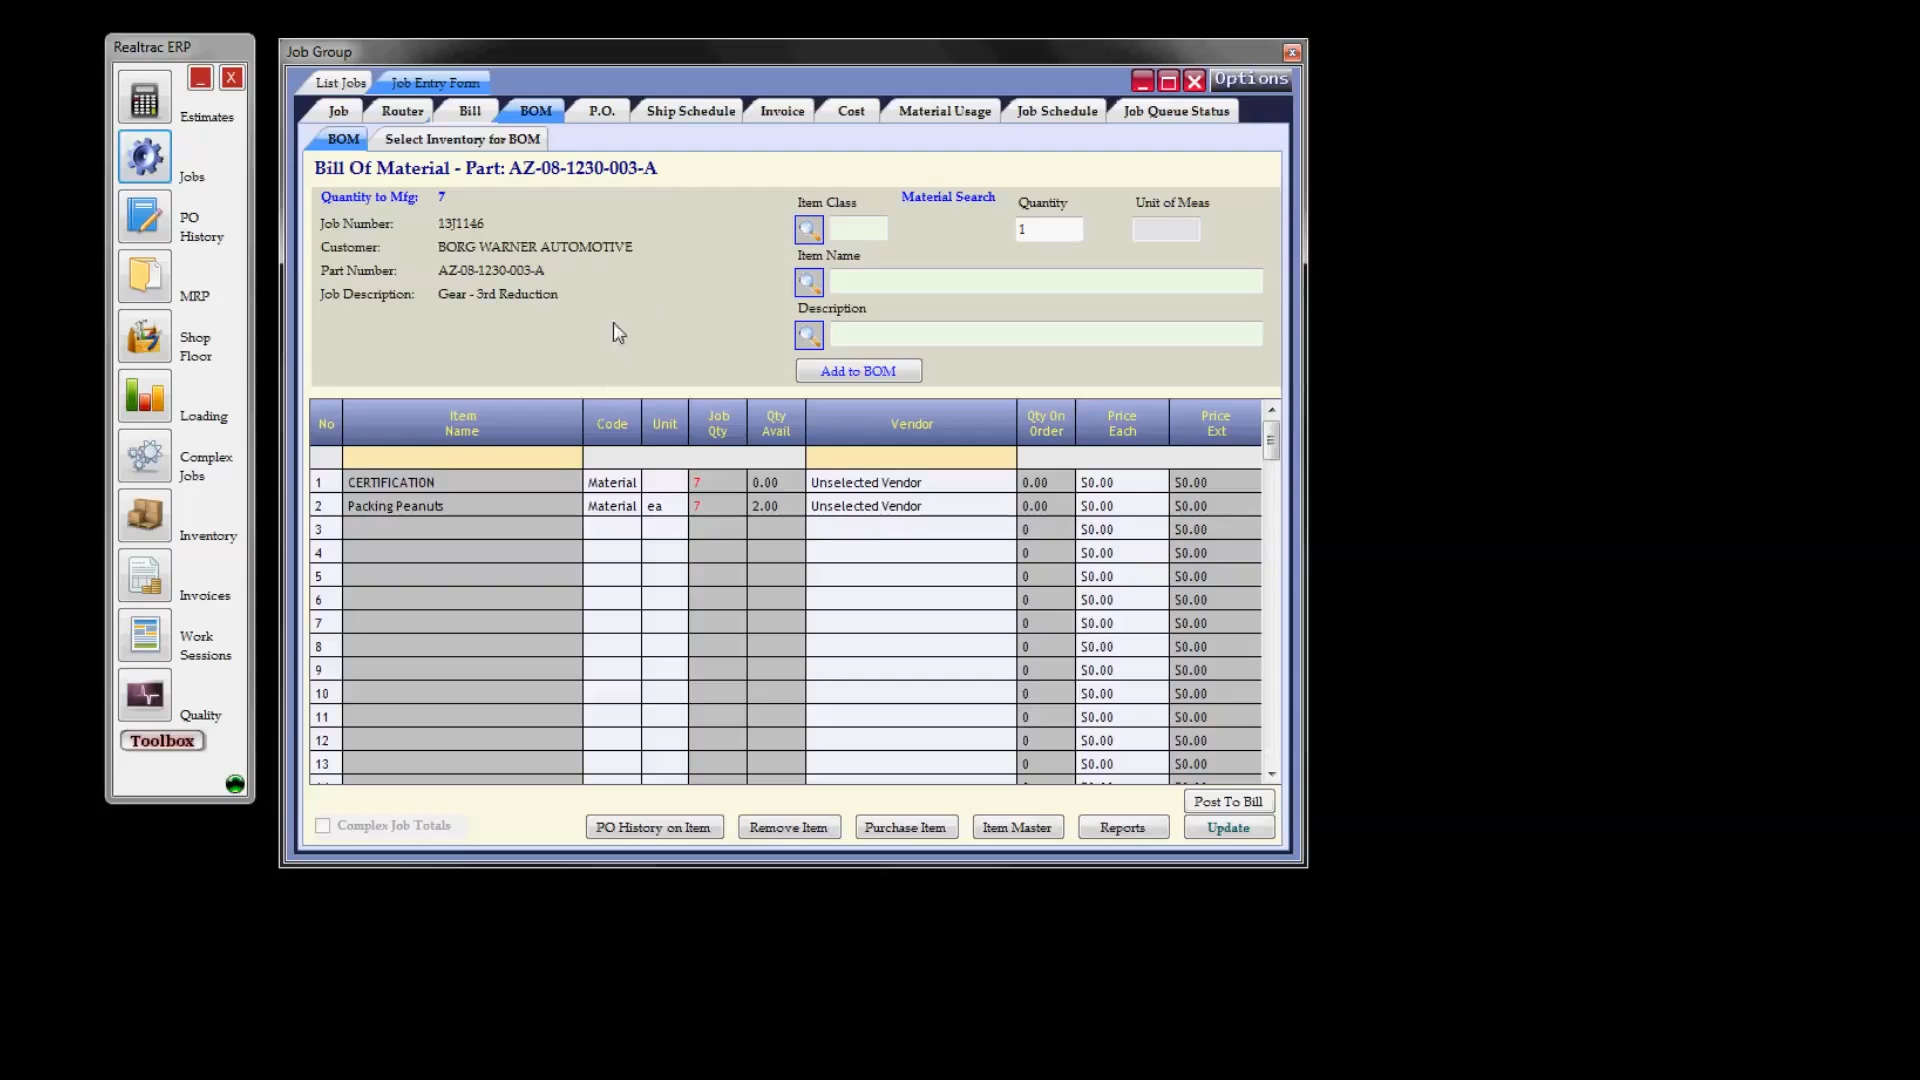 Realtrac ERP
X
Estimates
Jobs
PO
History
MRP
Shop
Floor
Loading
Complex
Jobs
Inventory
Invoices
Work
Sessions
Quality
Toolbox
Job Group
List Jobs Job Entry Form Options
Job Router Bill BOM P.O. Ship Schedule Invoice Cost Material Usage Job Schedule Job Queue Status
BOM Select Inventory for BOM
Bill Of Material - Part: AZ-08-1230-003-A
Quantity to Mfg: 7
Job Number: 13J1146
Customer: BORG WARNER AUTOMOTIVE
Part Number: AZ-08-1230-003-A
Job Description: Gear - 3rd Reduction
Item Class Material Search Quantity Unit of Meas
1
Item Name
Description
Add to BOM
No Item Name Code Unit Job Qty Qty Avail Vendor Qty On Order Price Each Price Ext
1 CERTIFICATION Material 7 0.00 Unselected Vendor 0.00 $0.00 $0.00
2 Packing Peanuts Material ea 7 2.00 Unselected Vendor 0.00 $0.00 $0.00
3 0 $0.00 $0.00
4 0 $0.00 $0.00
5 0 $0.00 $0.00
6 0 $0.00 $0.00
7 0 $0.00 $0.00
8 0 $0.00 $0.00
9 0 $0.00 $0.00
10 0 $0.00 $0.00
11 0 $0.00 $0.00
12 0 $0.00 $0.00
13 0 $0.00 $0.00
Post To Bill
Complex Job Totals PO History on Item Remove Item Purchase Item Item Master Reports Update